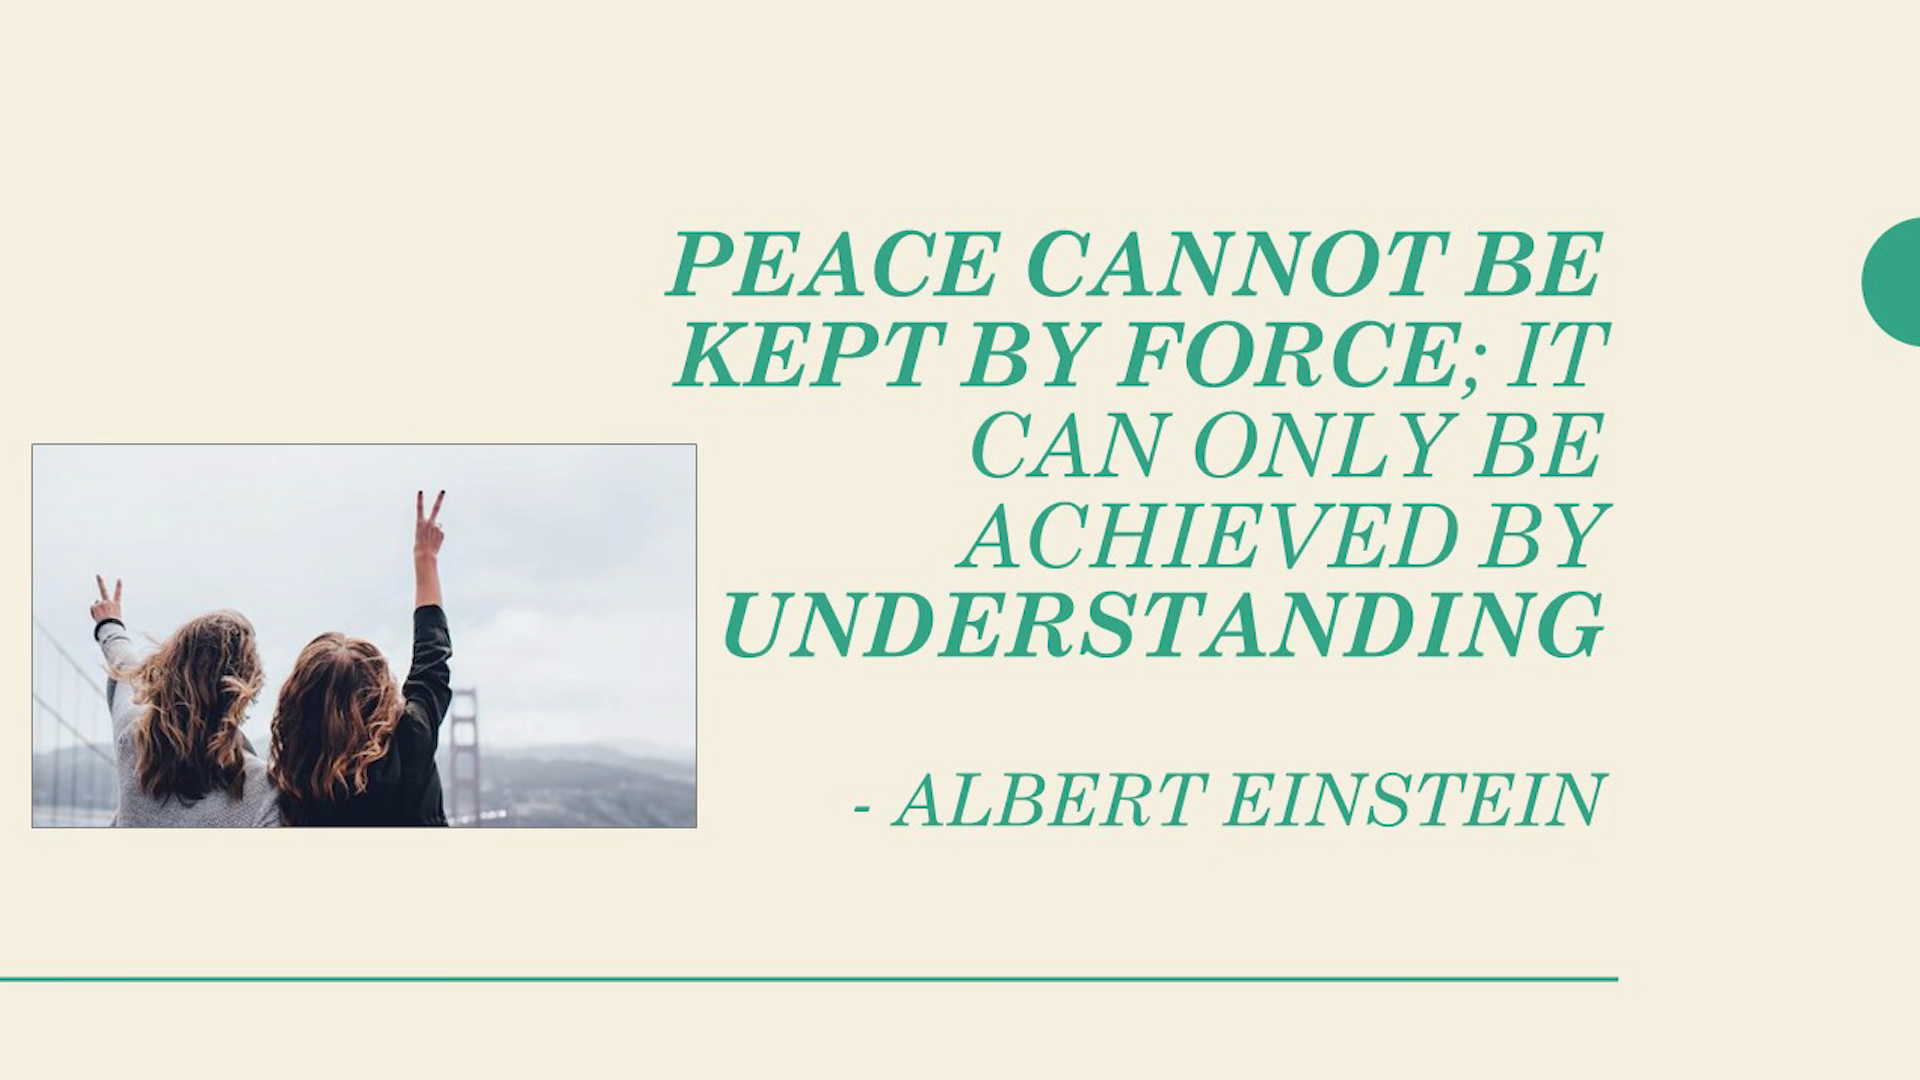 PEACE CANNOT BE
KEPT BY FORCE; IT
CAN ONLY BE
ACHIEVED BY
UNDERSTANDING
- ALBERT EINSTEIN